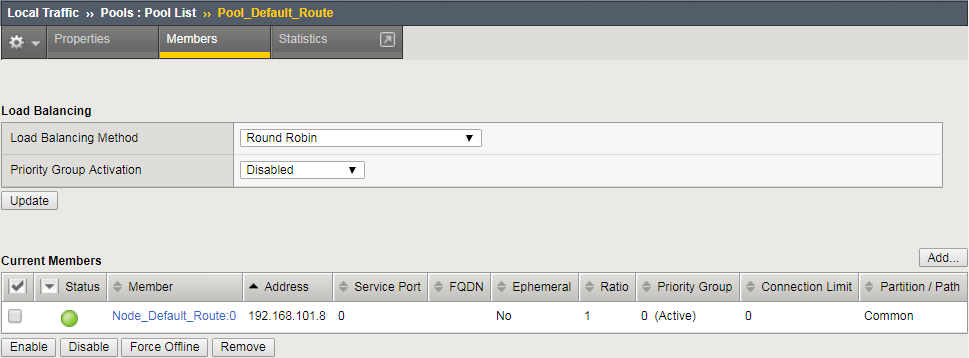 Local Traffic ›› Pools : Pool List ›› Pool_Default_Route
Properties Members Statistics
Load Balancing
Load Balancing Method Round Robin
Priority Group Activation Disabled
Update
Current Members Add...
Status Member Address Service Port FQDN Ephemeral Ratio Priority Group Connection Limit Partition / Path
Node_Default_Route:0 192.168.101.8 0 No 1 0 (Active) 0 Common
Enable Disable Force Offline Remove